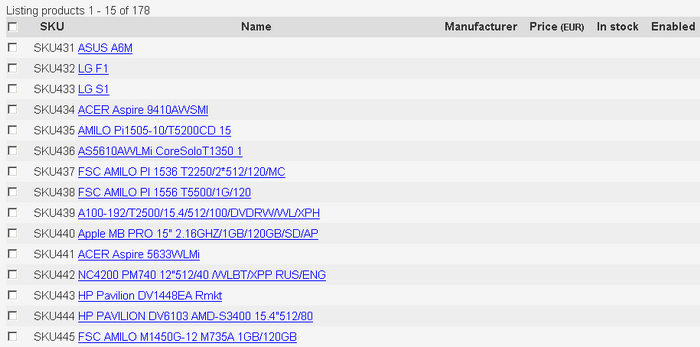 Listing products 1 - 15 of 178
SKU Name Manufacturer Price (EUR) In stock Enabled
SKU431 ASUS A6M
SKU432 LG F1
SKU433 LG S1
SKU434 ACER Aspire 9410AWSMI
SKU435 AMILO Pi1505-10/T5200CD 15
SKU436 AS5610AWLMi CoreSoloT1350 1
SKU437 FSC AMILO PI 1536 T2250/2*512/120/MC
SKU438 FSC AMILO PI 1556 T5500/1G/120
SKU439 A100-192/T2500/15.4/512/100/DVDRW/WL/XPH
SKU440 Apple MB PRO 15" 2.16GHZ/1GB/120GB/SD/AP
SKU441 ACER Aspire 5633WLMi
SKU442 NC4200 PM740 12"512/40 /WLBT/XPP RUS/ENG
SKU443 HP Pavilion DV1448EA Rmkt
SKU444 HP PAVILION DV6103 AMD-S3400 15.4"512/80
SKU445 FSC AMILO M1450G-12 M735A 1GB/120GB